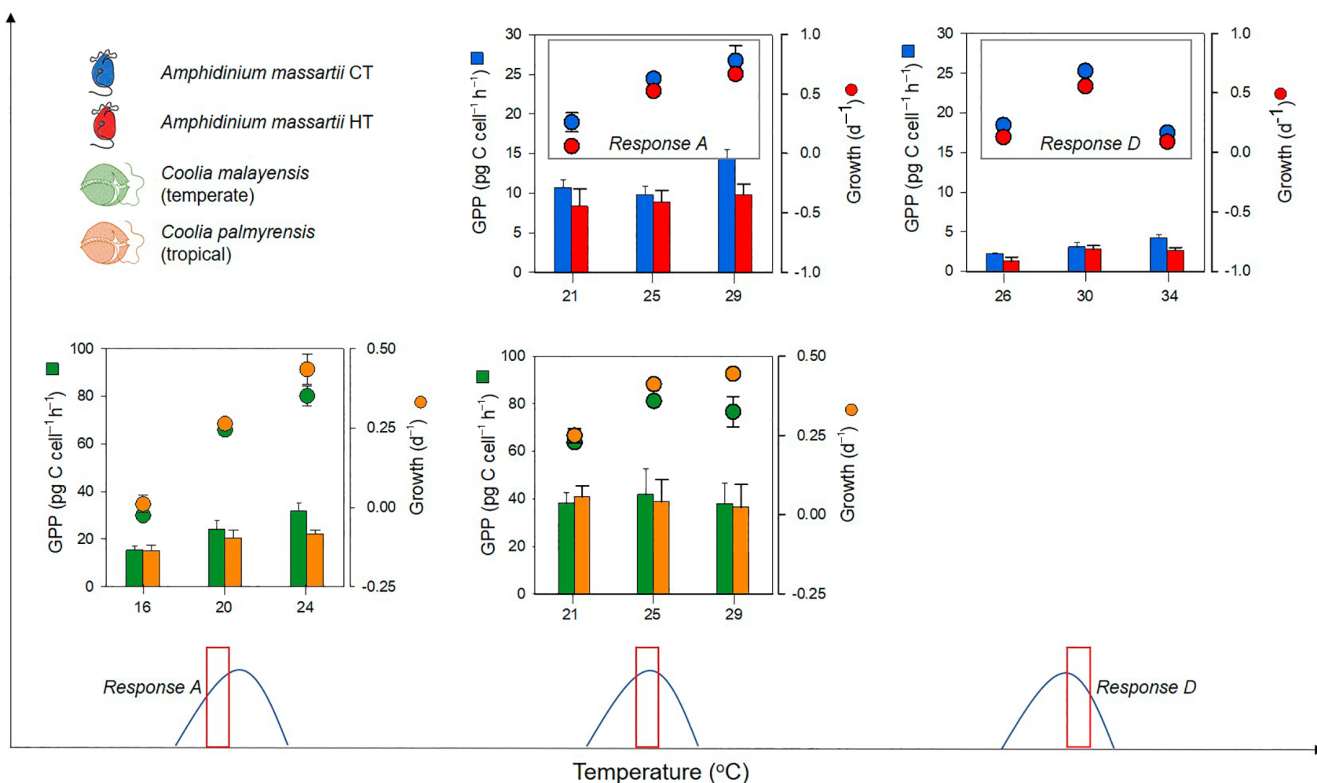 Amphidinium massartii CT
Amphidinium massartii HT
Coolia malayensis
(temperate)
Coolia palmyrensis
(tropical)
GPP (pg C cell⁻¹ h⁻¹)
30
25
20
15
10
5
0
Response A
21
25
29
1.0
0.5
0.0
-0.5
-1.0
Growth (d⁻¹)
GPP (pg C cell⁻¹ h⁻¹)
30
25
20
15
10
5
0
Response D
26
30
34
1.0
0.5
0.0
-0.5
-1.0
Growth (d⁻¹)
GPP (pg C cell⁻¹h⁻¹)
100
80
60
40
20
0
16
20
24
0.50
0.25
0.00
-0.25
Growth (d⁻¹)
GPP (pg C cell⁻¹h⁻¹)
100
80
60
40
20
0
21
25
29
0.50
0.25
0.00
-0.25
Growth (d⁻¹)
Response A
Response D
Temperature (ºC)